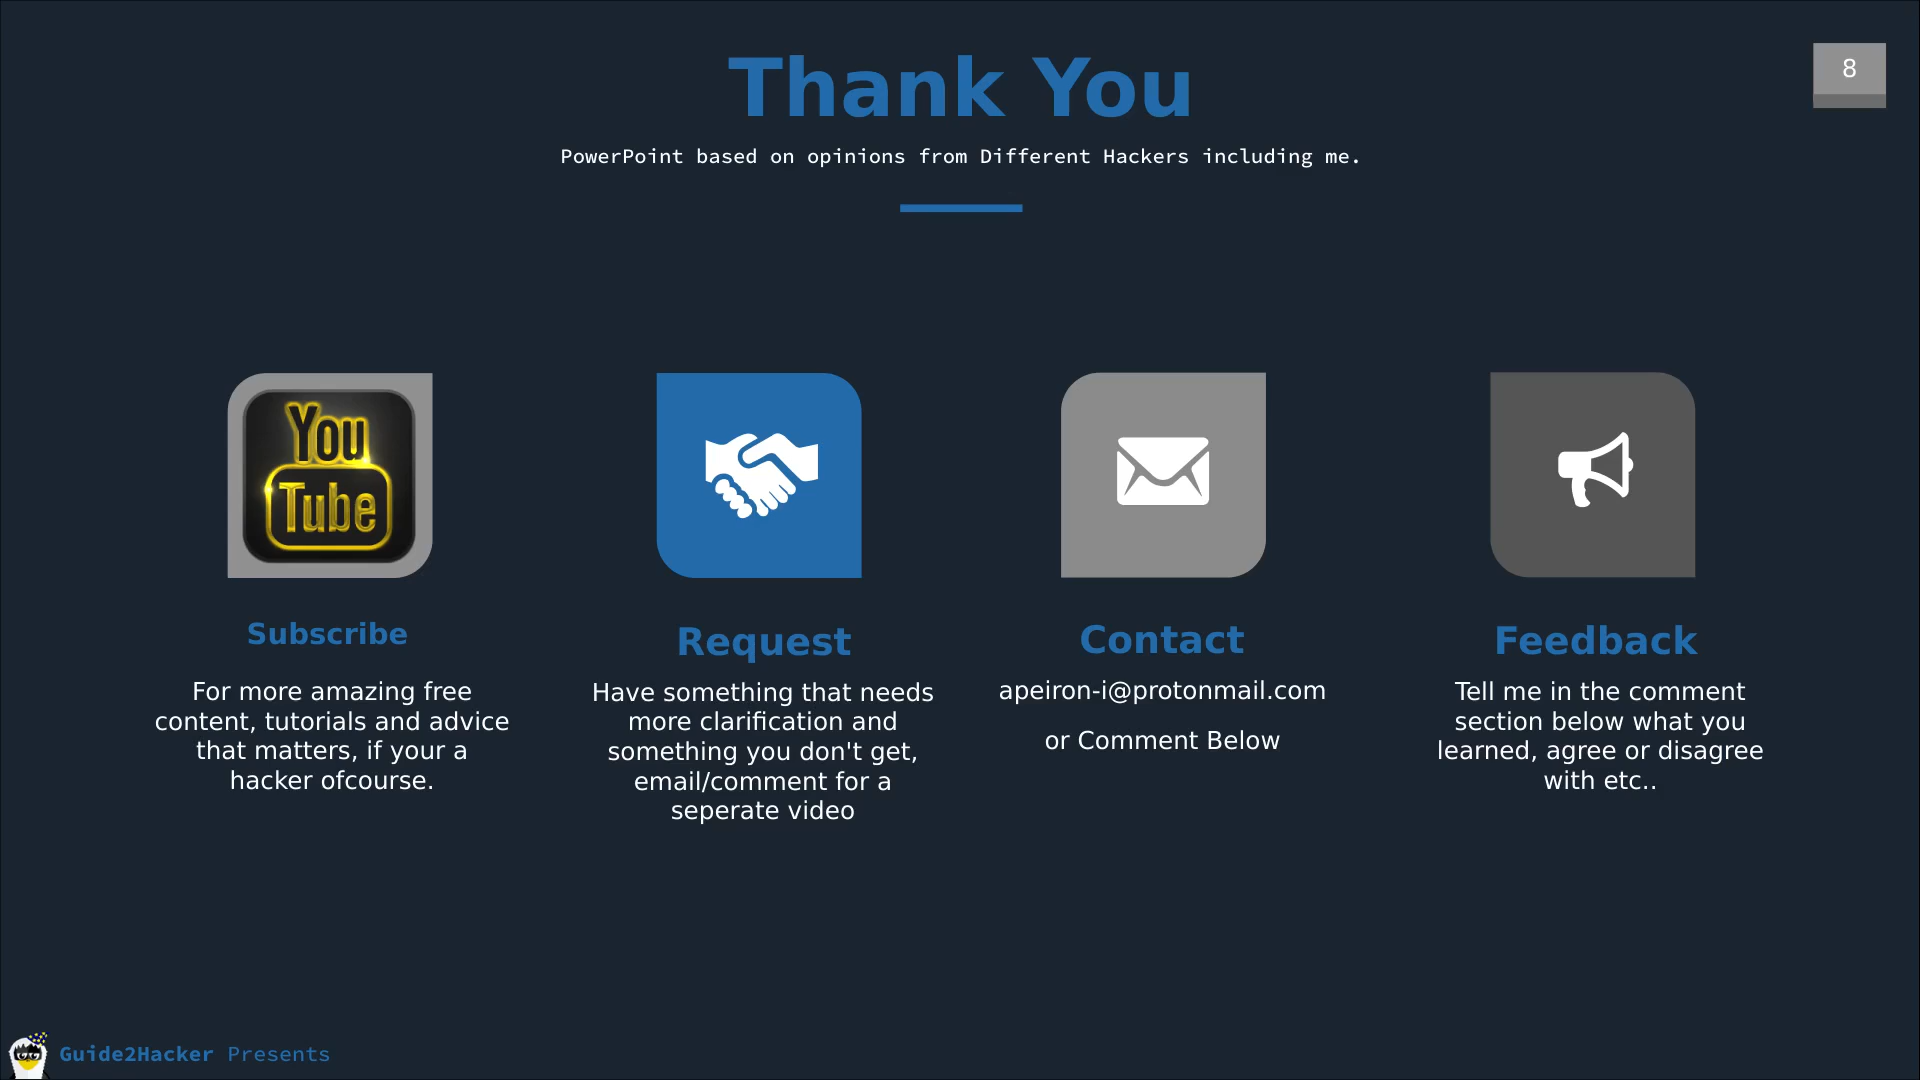 Thank You
8
PowerPoint based on opinions from Different Hackers including me.
You
Tube
Subscribe
For more amazing free
content, tutorials and advice
that matters, if your a
hacker ofcourse.
Request
Have something that needs
more clarification and
something you don't get,
email/comment for a
seperate video
Contact
apeiron-i@protonmail.com
or Comment Below
Feedback
Tell me in the comment
section below what you
learned, agree or disagree
with etc..
Guide2Hacker Presents